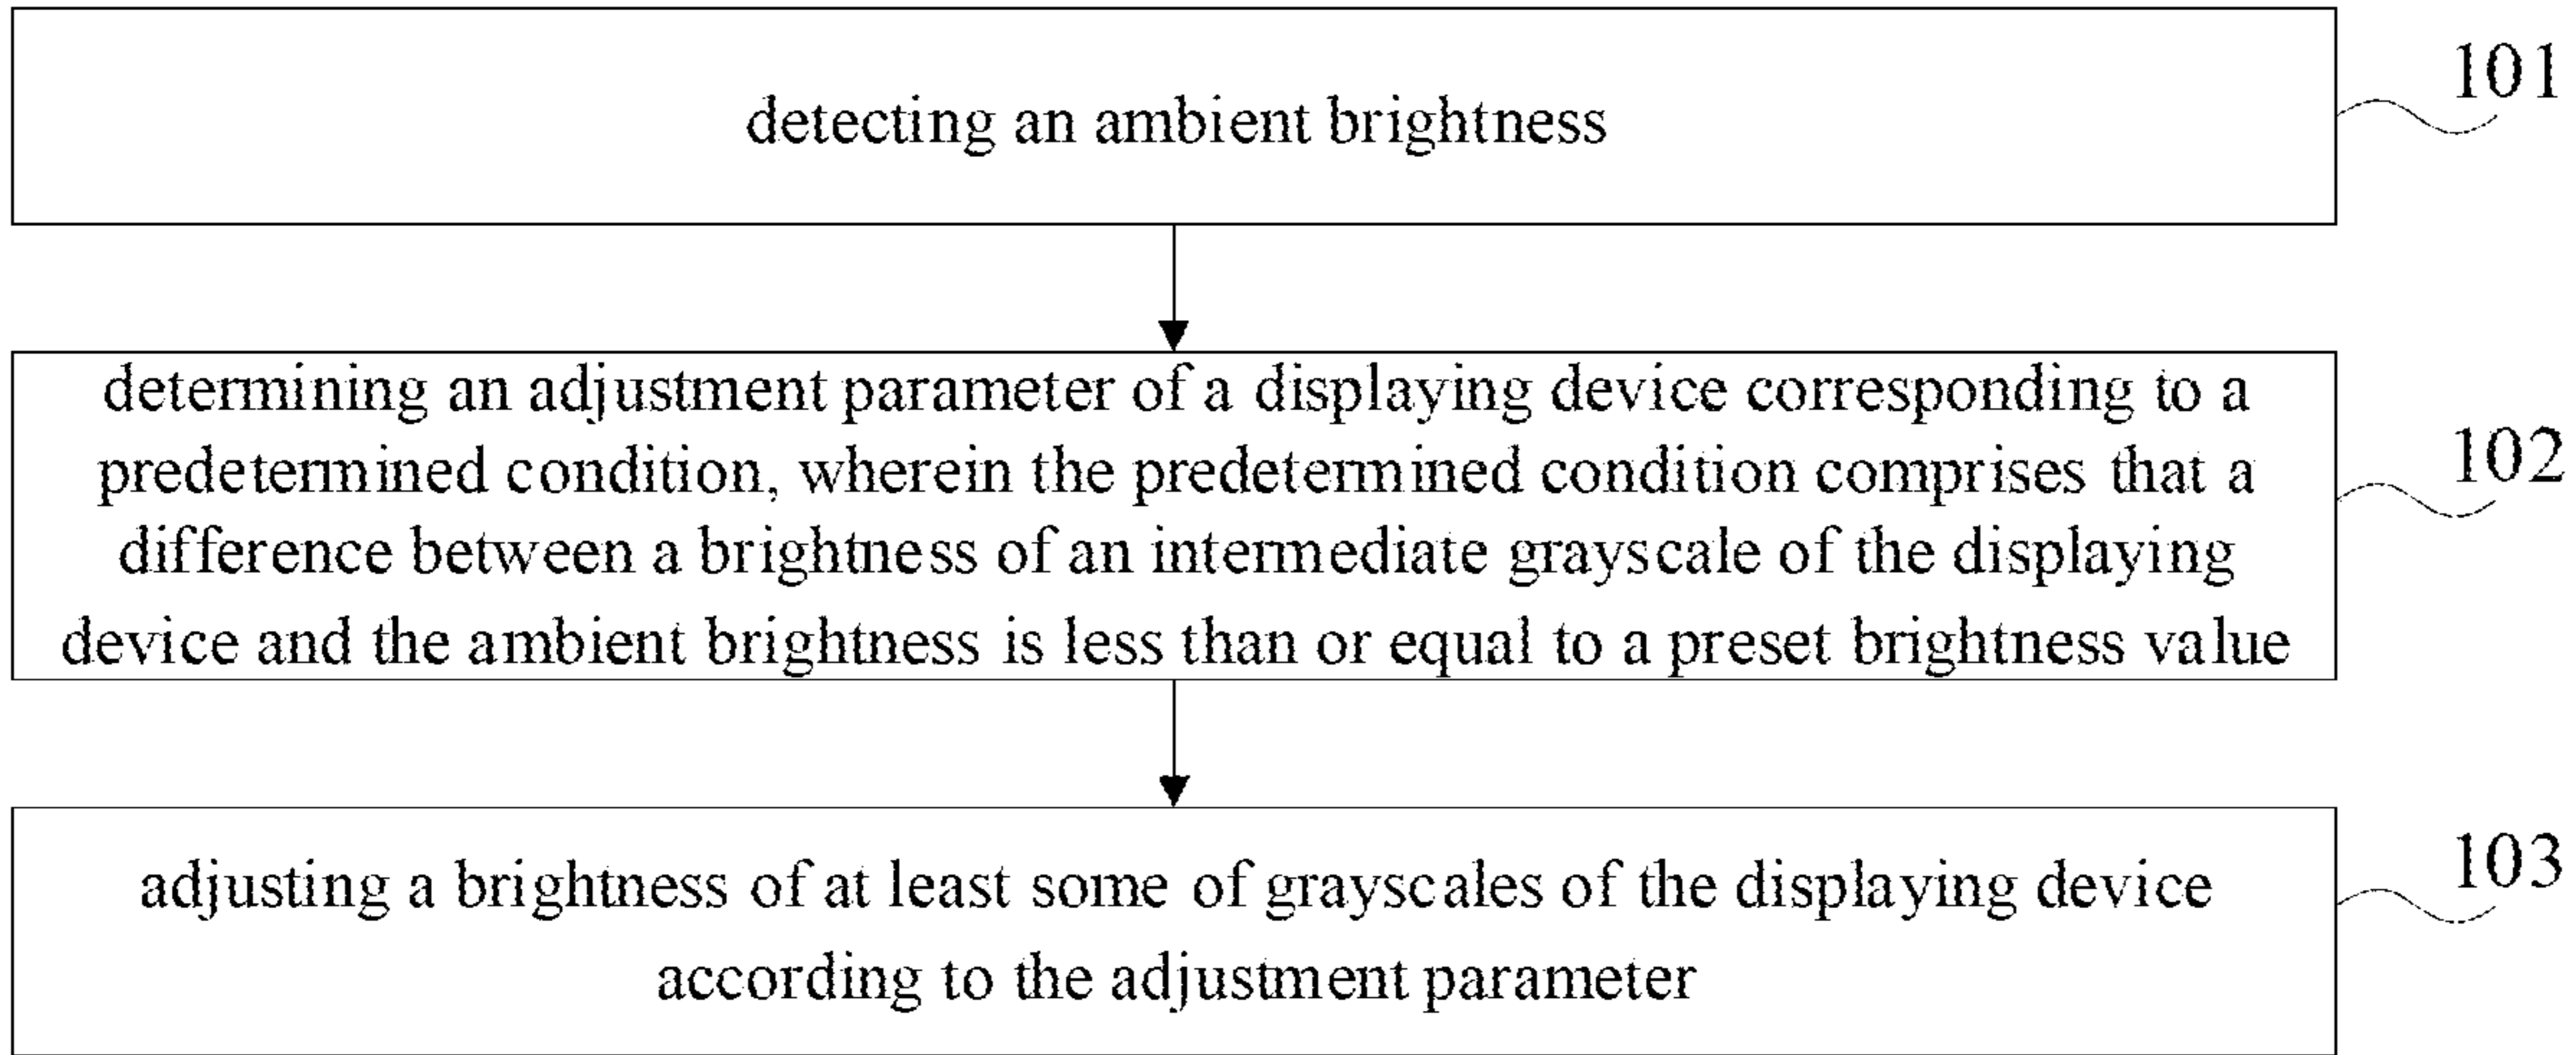 detecting an ambient brightness
101
determining an adjustment parameter of a displaying device corresponding to a
predetermined condition, wherein the predetermined condition comprises that a
difference between a brightness of an intermediate grayscale of the displaying
device and the ambient brightness is less than or equal to a preset brightness value
102
adjusting a brightness of at least some of grayscales of the displaying device
according to the adjustment parameter
103